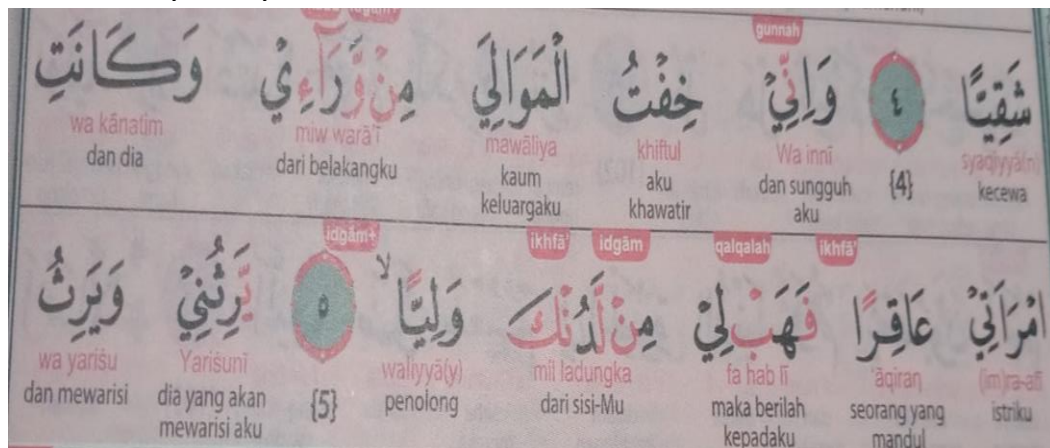 gunnah
شَقِيًّا ٤ وَاِنِّيْ خِفْتُ الْمَوَالِيَ مِنْ وَّرَآءِيْ وَكَانَتِ
syaqiyyā(n) {4} Wa innī khiftul mawāliya miw warā'ī wa kānatim
kecewa dan sungguh aku aku khawatir kaum keluargaku dari belakangku dan dia
ikhfā' qalqalah idgām ikhfā' idgām+
امْرَاَتِيْ عَاقِرًا فَهَبْ لِيْ مِنْ لَّدُنْكَ وَلِيًّا ۙ ٥ يَّرِثُنِيْ وَيَرِثُ
(im)ra-atī 'āqiran fa hab lī mil ladungka waliyyā(y) {5} Yariṡunī wa yariṡu
istriku seorang yang mandul maka berilah kepadaku dari sisi-Mu penolong dia yang akan mewarisi aku dan mewarisi